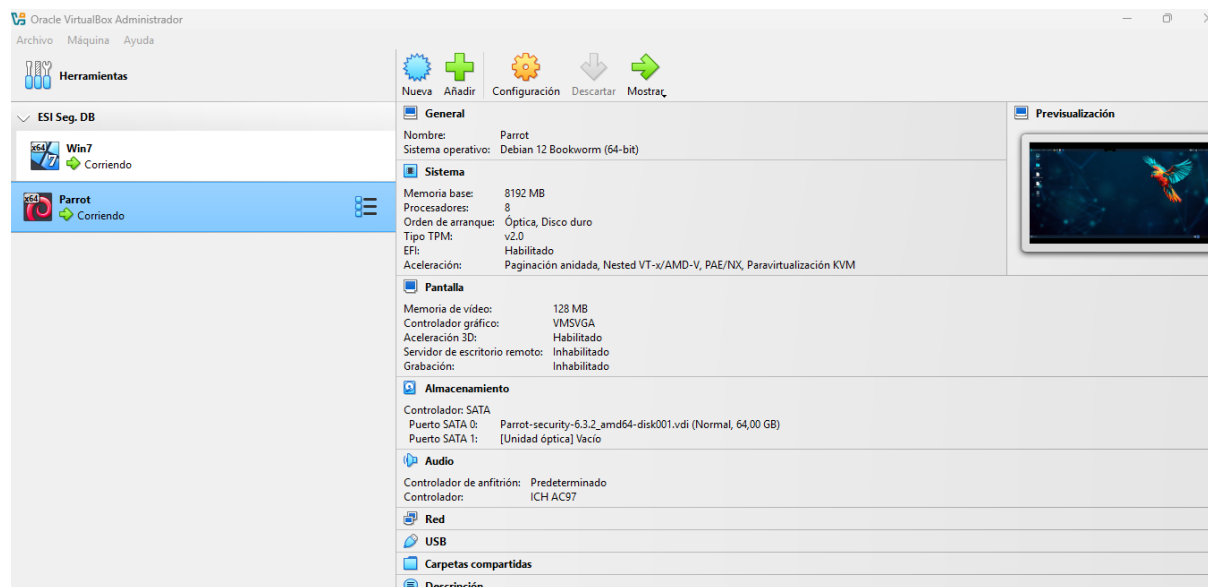 Oracle VirtualBox Administrador
Archivo Máquina Ayuda
Herramientas
Nueva Añadir Configuración Descartar Mostrar
ESI Seg. DB
Win7
Corriendo
Parrot
Corriendo
General
Nombre: Parrot
Sistema operativo: Debian 12 Bookworm (64-bit)
Previsualización
Sistema
Memoria base: 8192 MB
Procesadores: 8
Orden de arranque: Óptica, Disco duro
Tipo TPM: v2.0
EFI: Habilitado
Aceleración: Paginación anidada, Nested VT-x/AMD-V, PAE/NX, Paravirtualización KVM
Pantalla
Memoria de vídeo: 128 MB
Controlador gráfico: VMSVGA
Aceleración 3D: Habilitado
Servidor de escritorio remoto: Inhabilitado
Grabación: Inhabilitado
Almacenamiento
Controlador: SATA
Puerto SATA 0: Parrot-security-6.3.2_amd64-disk001.vdi (Normal, 64,00 GB)
Puerto SATA 1: [Unidad óptica] Vacío
Audio
Controlador de anfitrión: Predeterminado
Controlador: ICH AC97
Red
USB
Carpetas compartidas
Descripción